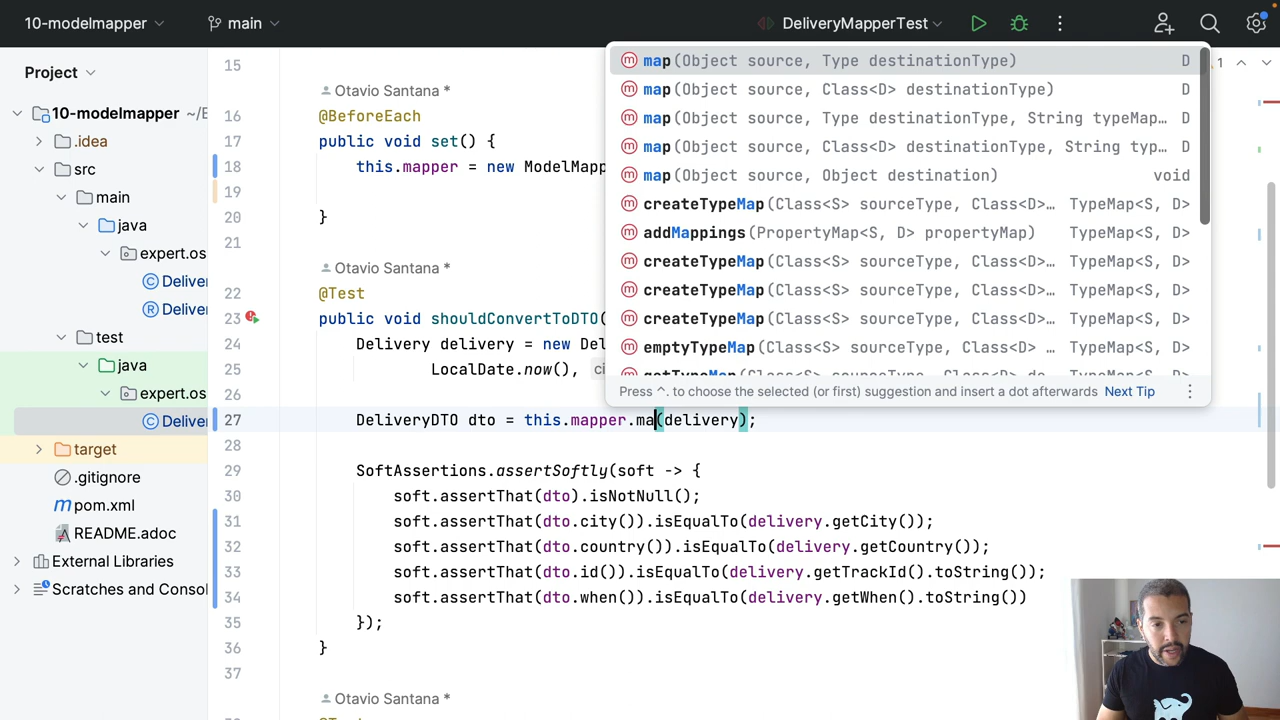 10-modelmapper
main
DeliveryMapperTest
Project
10-modelmapper ~/
.idea
src
main
java
expert.os
Deliver
Deliver
test
java
expert.os
Deliver
target
.gitignore
pom.xml
README.adoc
External Libraries
Scratches and Consol
15
Otavio Santana *
16 @BeforeEach
17 public void set() {
18 this.mapper = new ModelMapp
19
20 }
21
Otavio Santana *
22 @Test
23 public void shouldConvertToDTO(
24 Delivery delivery = new Del
25 LocalDate.now(), ci
26
27 DeliveryDTO dto = this.mapper.ma(delivery);
28
29 SoftAssertions.assertSoftly(soft -> {
30 soft.assertThat(dto).isNotNull();
31 soft.assertThat(dto.city()).isEqualTo(delivery.getCity());
32 soft.assertThat(dto.country()).isEqualTo(delivery.getCountry());
33 soft.assertThat(dto.id()).isEqualTo(delivery.getTrackId().toString());
34 soft.assertThat(dto.when()).isEqualTo(delivery.getWhen().toString())
35 });
36 }
37
Otavio Santana *
map(Object source, Type destinationType) D
map(Object source, Class<D> destinationType) D
map(Object source, Type destinationType, String typeMap… D
map(Object source, Class<D> destinationType, String typ… D
map(Object source, Object destination) void
createTypeMap(Class<S> sourceType, Class<D>… TypeMap<S, D>
addMappings(PropertyMap<S, D> propertyMap) TypeMap<S, D>
createTypeMap(Class<S> sourceType, Class<D>… TypeMap<S, D>
createTypeMap(Class<S> sourceType, Class<D>… TypeMap<S, D>
createTypeMap(Class<S> sourceType, Class<D>… TypeMap<S, D>
emptyTypeMap(Class<S> sourceType, Class<D> … TypeMap<S, D>
Press ^. to choose the selected (or first) suggestion and insert a dot afterwards Next Tip
1